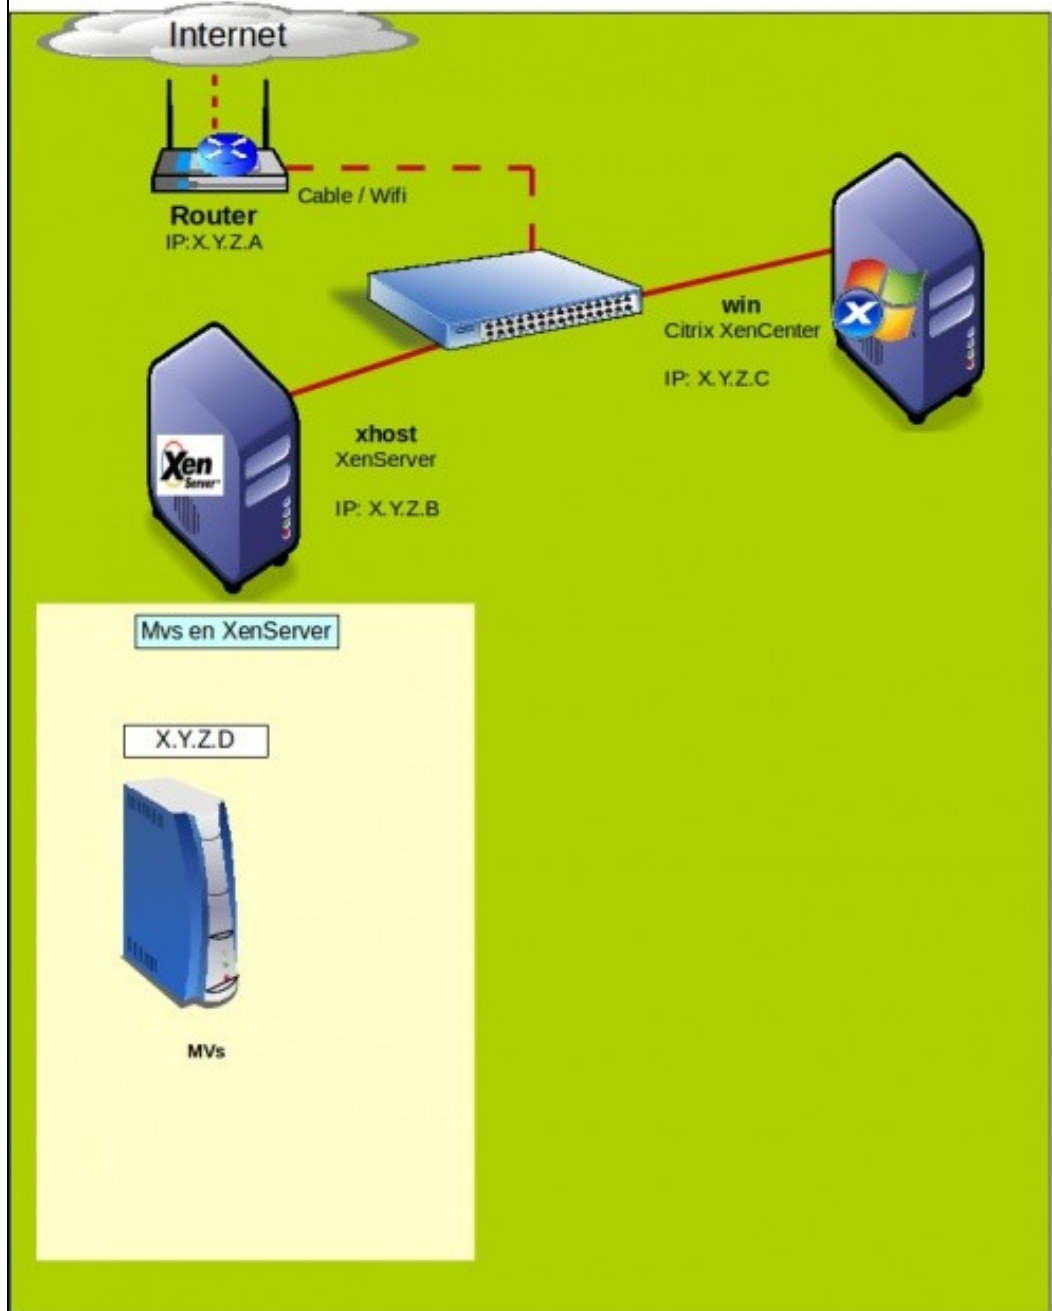 Internet
Cable / Wifi
Router
IP:X.Y.Z.A
win
Citrix XenCenter
IP: X.Y.Z.C
xhost
XenServer
IP: X.Y.Z.B
Xen
Server
Mvs en XenServer
X.Y.Z.D
MVs